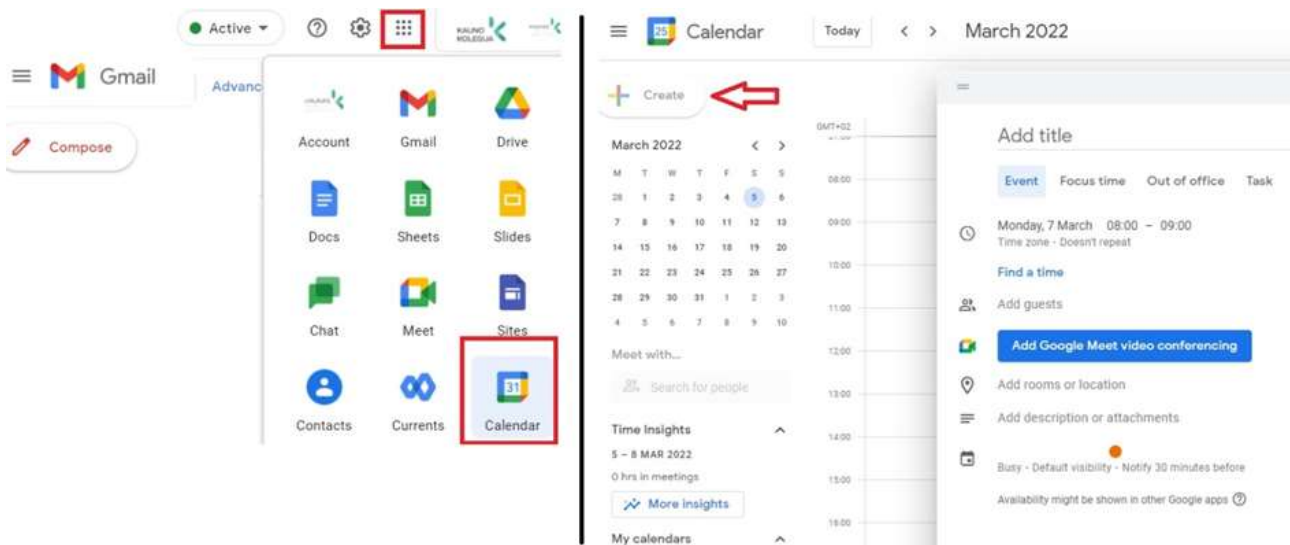 Active
KAUNO
KOLEGIJA
Gmail
Advanc
Compose
Account
Gmail
Drive
Docs
Sheets
Slides
Chat
Meet
Sites
31
Contacts
Currents
Calendar
25
Calendar
Today
March 2022
Create
March 2022
M T W T F S S
28 1 2 3 4 5 6
7 8 9 10 11 12 13
14 15 16 17 18 19 20
21 22 23 24 25 26 27
28 29 30 31 1 2 3
4 5 6 7 8 9 10
Meet with...
Search for people
Time Insights
5 – 8 MAR 2022
0 hrs in meetings
More insights
My calendars
GMT+02
08:00
09:00
10:00
11:00
12:00
13:00
14:00
15:00
16:00
Add title
Event Focus time Out of office Task
Monday, 7 March 08:00 – 09:00
Time zone - Doesn't repeat
Find a time
Add guests
Add Google Meet video conferencing
Add rooms or location
Add description or attachments
Busy - Default visibility - Notify 30 minutes before
Availability might be shown in other Google apps